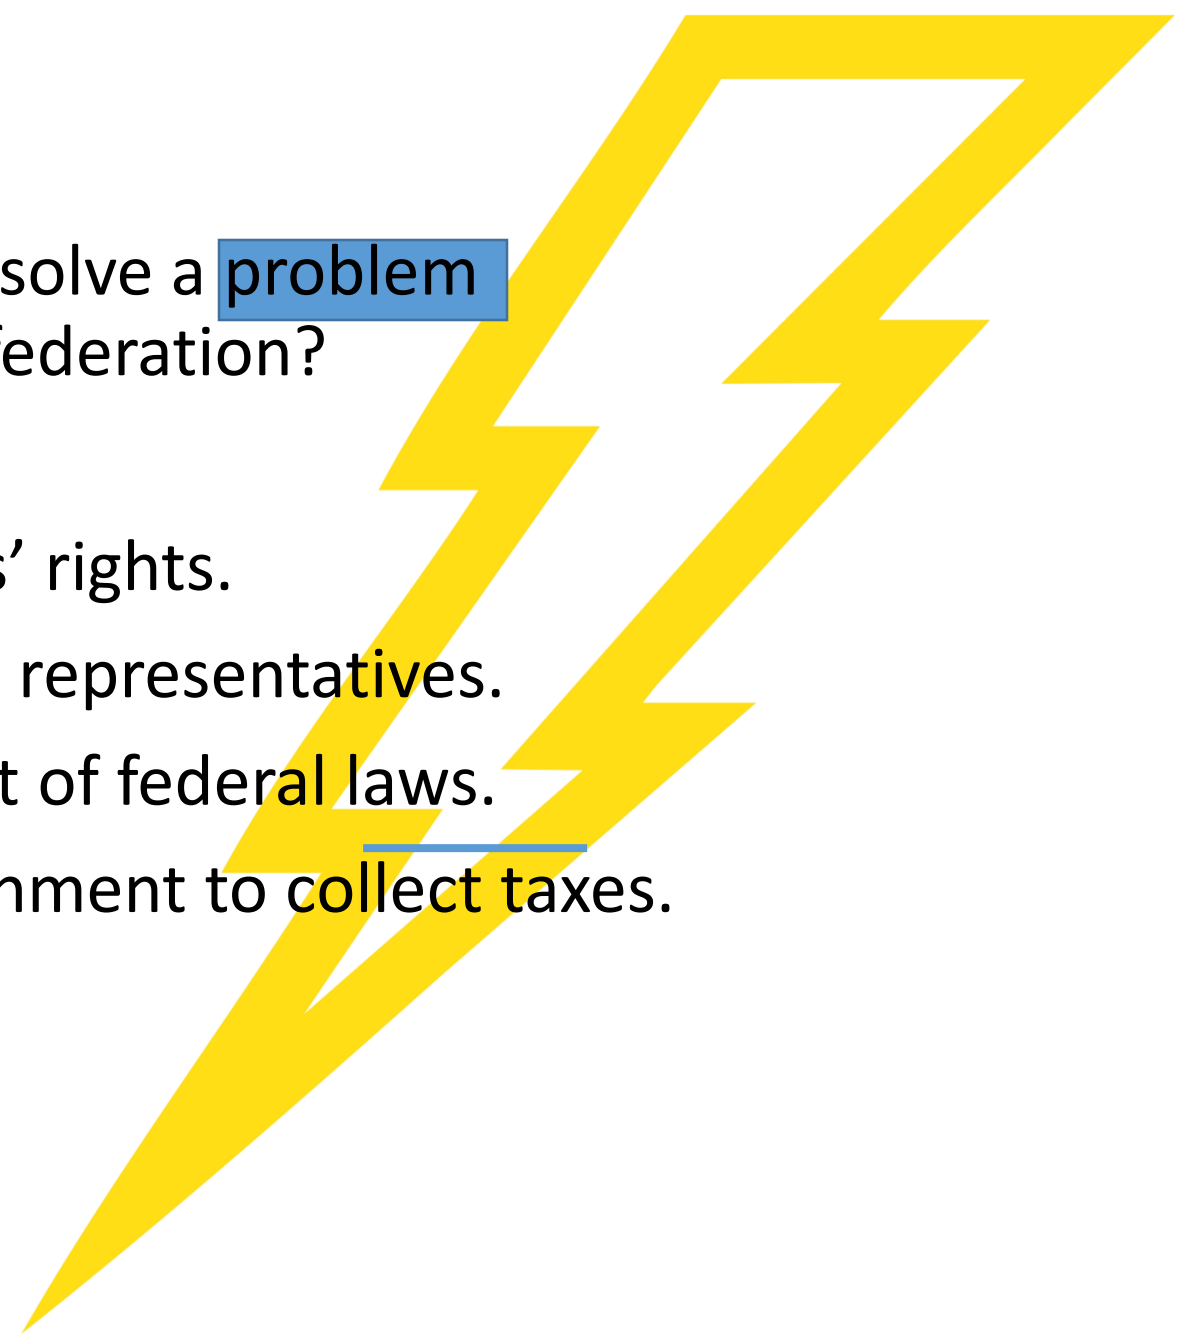 solve a problem
federation?
s’ rights.
representatives.
t of federal laws.
nment to collect taxes.